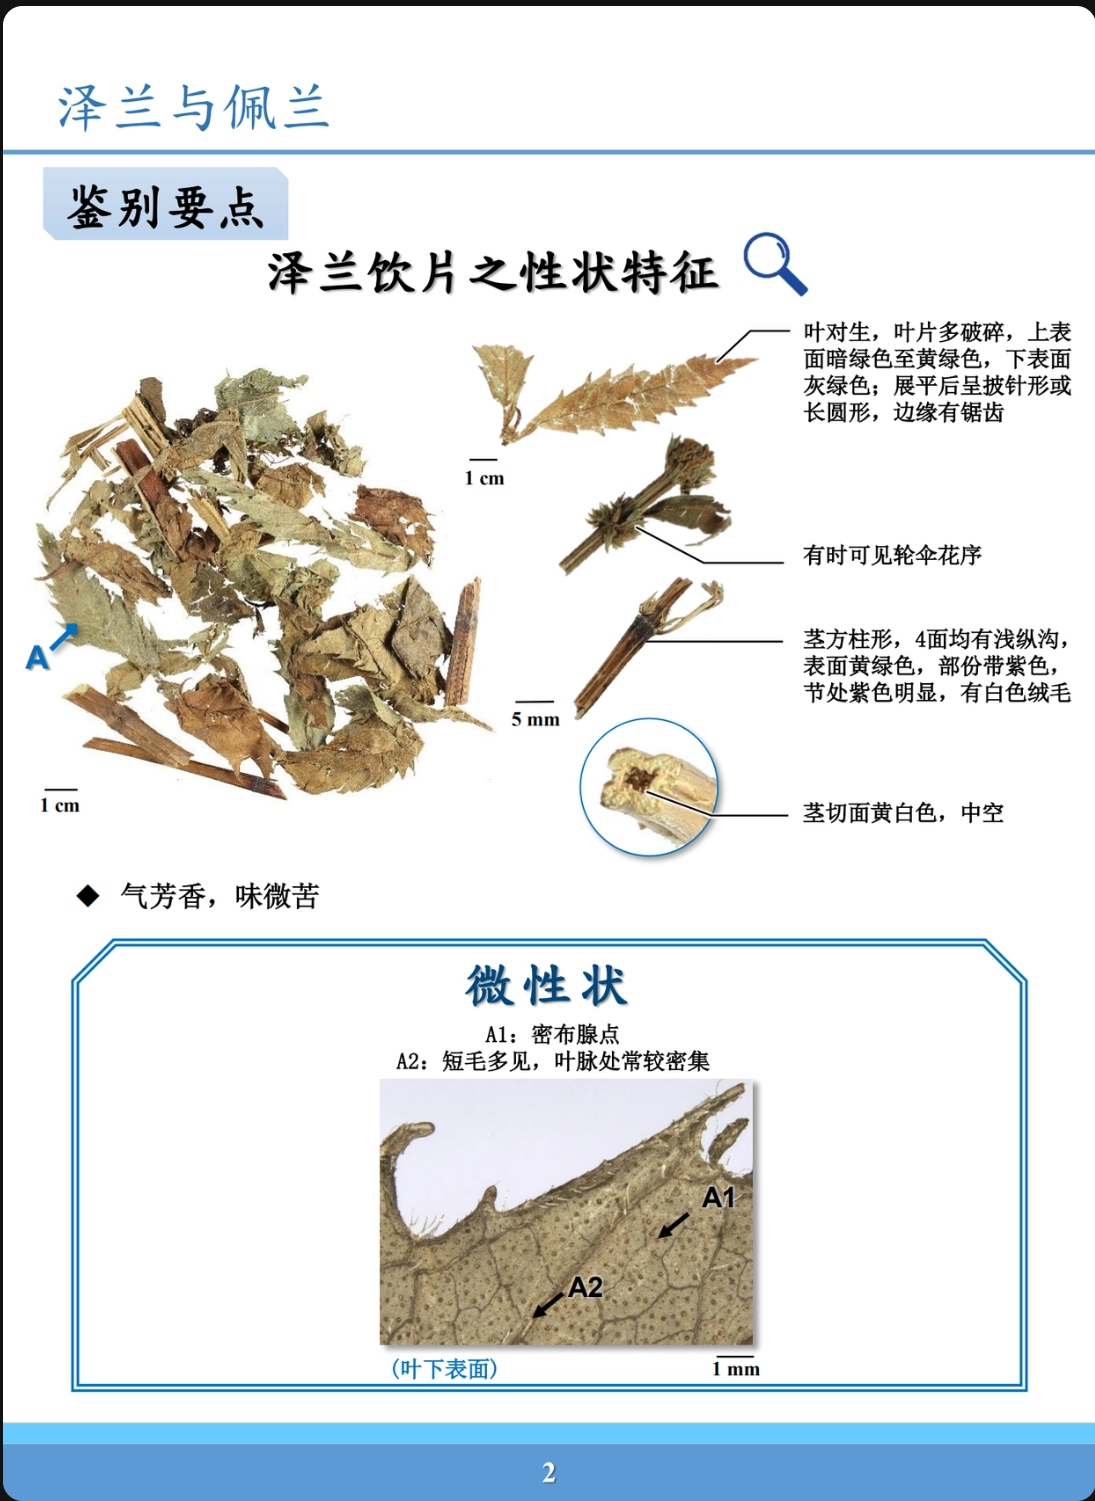 泽兰与佩兰
鉴别要点
泽兰饮片之性状特征
叶对生，叶片多破碎，上表
面暗绿色至黄绿色，下表面
灰绿色；展平后呈披针形或
长圆形，边缘有锯齿
1 cm
有时可见轮伞花序
A
茎方柱形，4面均有浅纵沟，
表面黄绿色，部份带紫色，
节处紫色明显，有白色绒毛
5 mm
1 cm
茎切面黄白色，中空
◆ 气芳香，味微苦
微性状
A1：密布腺点
A2：短毛多见，叶脉处常较密集
A1
A2
(叶下表面)
1 mm
2